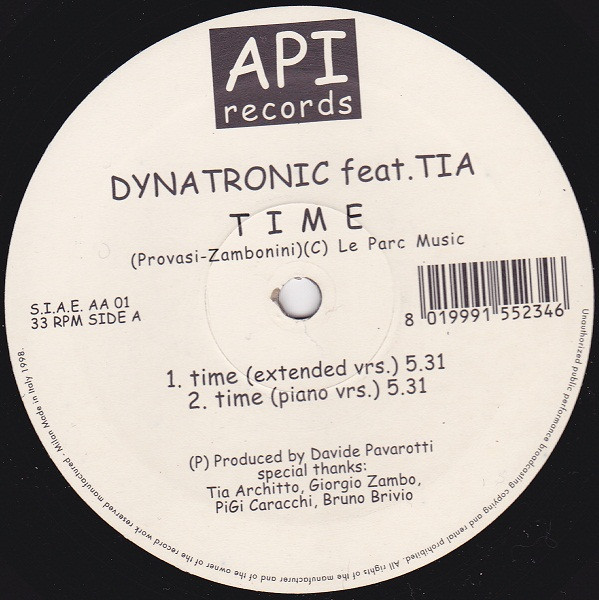 API
records
DYNATRONIC feat.TIA
TIME
(Provasi-Zambonini)(C) Le Parc Music
S.I.A.E. AA 01
33 RPM SIDE A
8 019991 552346
1. time (extended vrs.) 5.31
2. time (piano vrs.) 5.31
(P) Produced by Davide Pavarotti
special thanks:
Tia Architto, Giorgio Zambo,
PiGi Caracchi, Bruno Brivio
Unauthorized public performance broadcasting copying and rental prohibited. All rights of the manufacturer and of the owner of the record work reserved manufactured. Milan Made in Italy 1998.